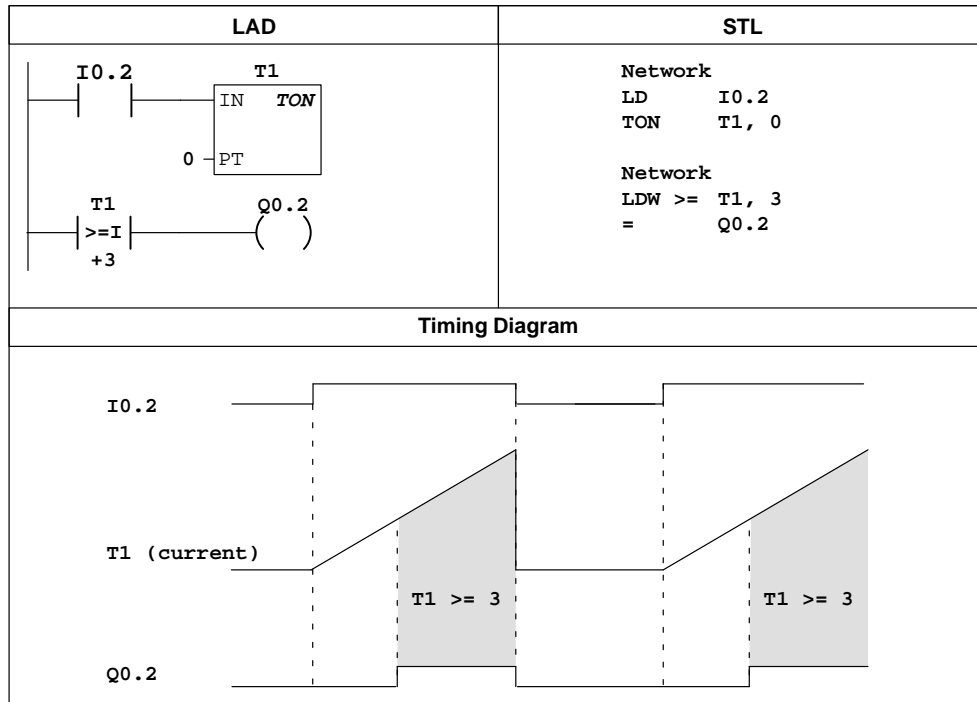 LAD
STL
I0.2
T1
IN TON
0
PT
T1
>=I
+3
Q0.2
Network
LD I0.2
TON T1, 0
Network
LDW >= T1, 3
= Q0.2
Timing Diagram
I0.2
T1 (current)
T1 >= 3
T1 >= 3
Q0.2